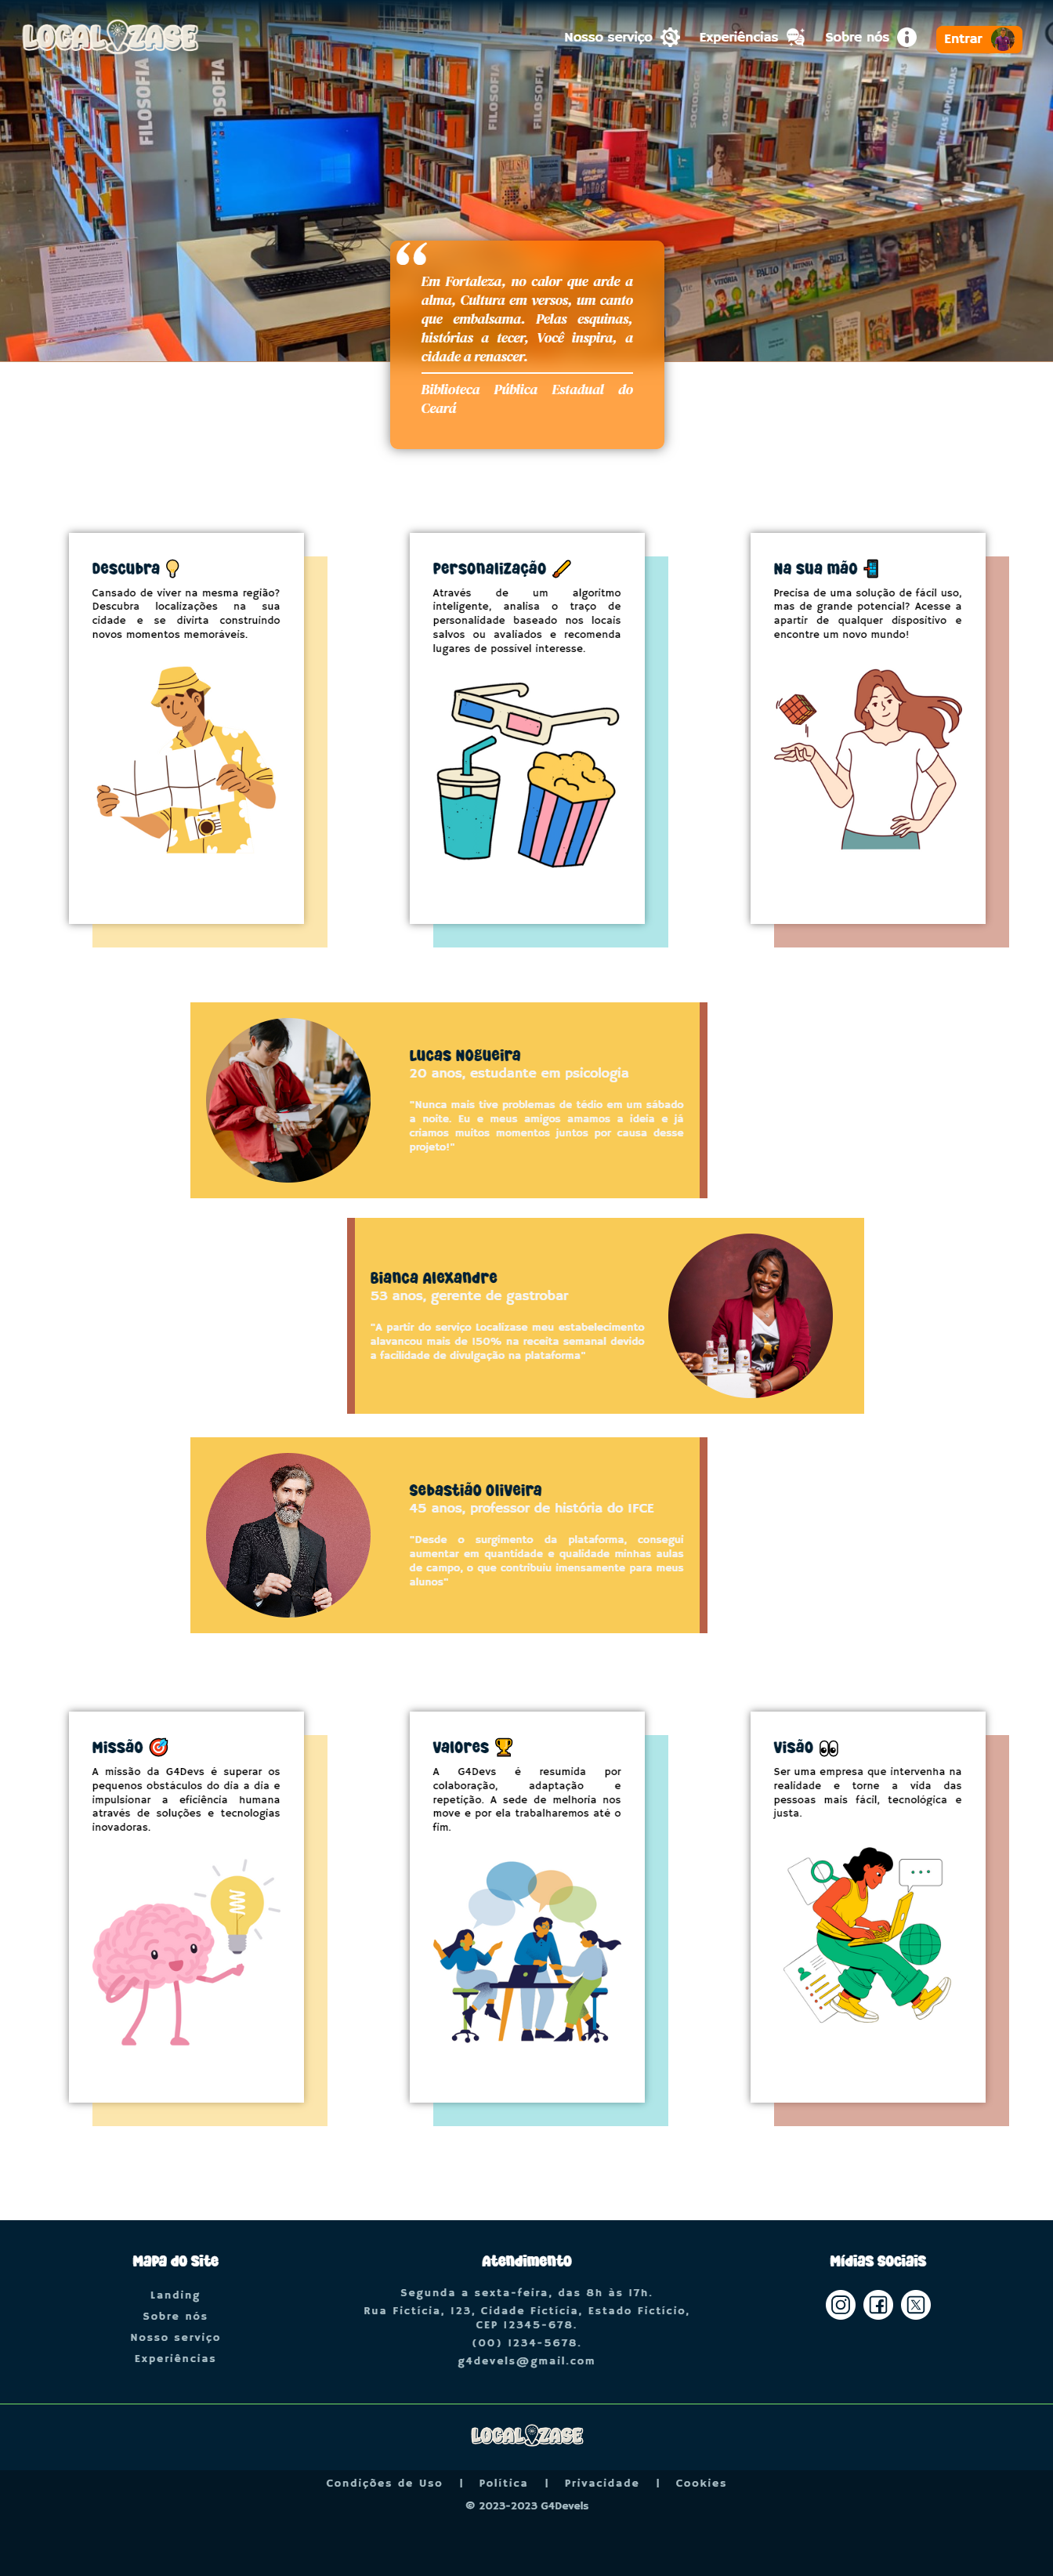 LOCALIZASE
Nosso serviço
Experiências
Sobre nós
Entrar
FILOSOFIA
FILOSOFIA
FILOSOFIA
FILOSOFIA
“
Em Fortaleza, no calor que arde a
alma, Cultura em versos, um canto
que embalsama. Pelas esquinas,
histórias a tecer, Você inspira, a
cidade a renascer.
Biblioteca Pública Estadual do
Ceará
Descubra
Cansado de viver na mesma região?
Descubra localizações na sua
cidade e se divirta construíndo
novos momentos memoráveis.
Personalização
Através de um algoritmo
inteligente, analisa o traço de
personalidade baseado nos locais
salvos ou avaliados e recomenda
lugares de possível interesse.
Na sua mão
Precisa de uma solução de fácil uso,
mas de grande potencial? Acesse a
apartir de qualquer dispositivo e
encontre um novo mundo!
Lucas Nogueira
20 anos, estudante em psicologia
"Nunca mais tive problemas de tédio em um sábado
a noite. Eu e meus amigos amamos a ideia e já
criamos muitos momentos juntos por causa desse
projeto!"
Bianca Alexandre
53 anos, gerente de gastrobar
"A partir do serviço Localizase meu estabelecimento
alavancou mais de 150% na receita semanal devido
a facilidade de divulgação na plataforma"
Sebastião Oliveira
45 anos, professor de história do IFCE
"Desde o surgimento da plataforma, consegui
aumentar em quantidade e qualidade minhas aulas
de campo, o que contribuiu imensamente para meus
alunos"
Missão
A missão da G4Devs é superar os
pequenos obstáculos do dia a dia e
impulsionar a eficiência humana
através de soluções e tecnologias
inovadoras.
Valores
A G4Devs é resumida por
colaboração, adaptação e
repetição. A sede de melhoria nos
move e por ela trabalharemos até o
fim.
Visão
Ser uma empresa que intervenha na
realidade e torne a vida das
pessoas mais fácil, tecnológica e
justa.
Mapa do Site
Landing
Sobre nós
Nosso serviço
Experiências
Atendimento
Segunda a sexta-feira, das 8h às 17h.
Rua Fictícia, 123, Cidade Fictícia, Estado Fictício,
CEP 12345-678.
(00) 1234-5678.
g4devels@gmail.com
Mídias Sociais
LOCALIZASE
Condições de Uso | Política | Privacidade | Cookies
© 2023-2023 G4Devels